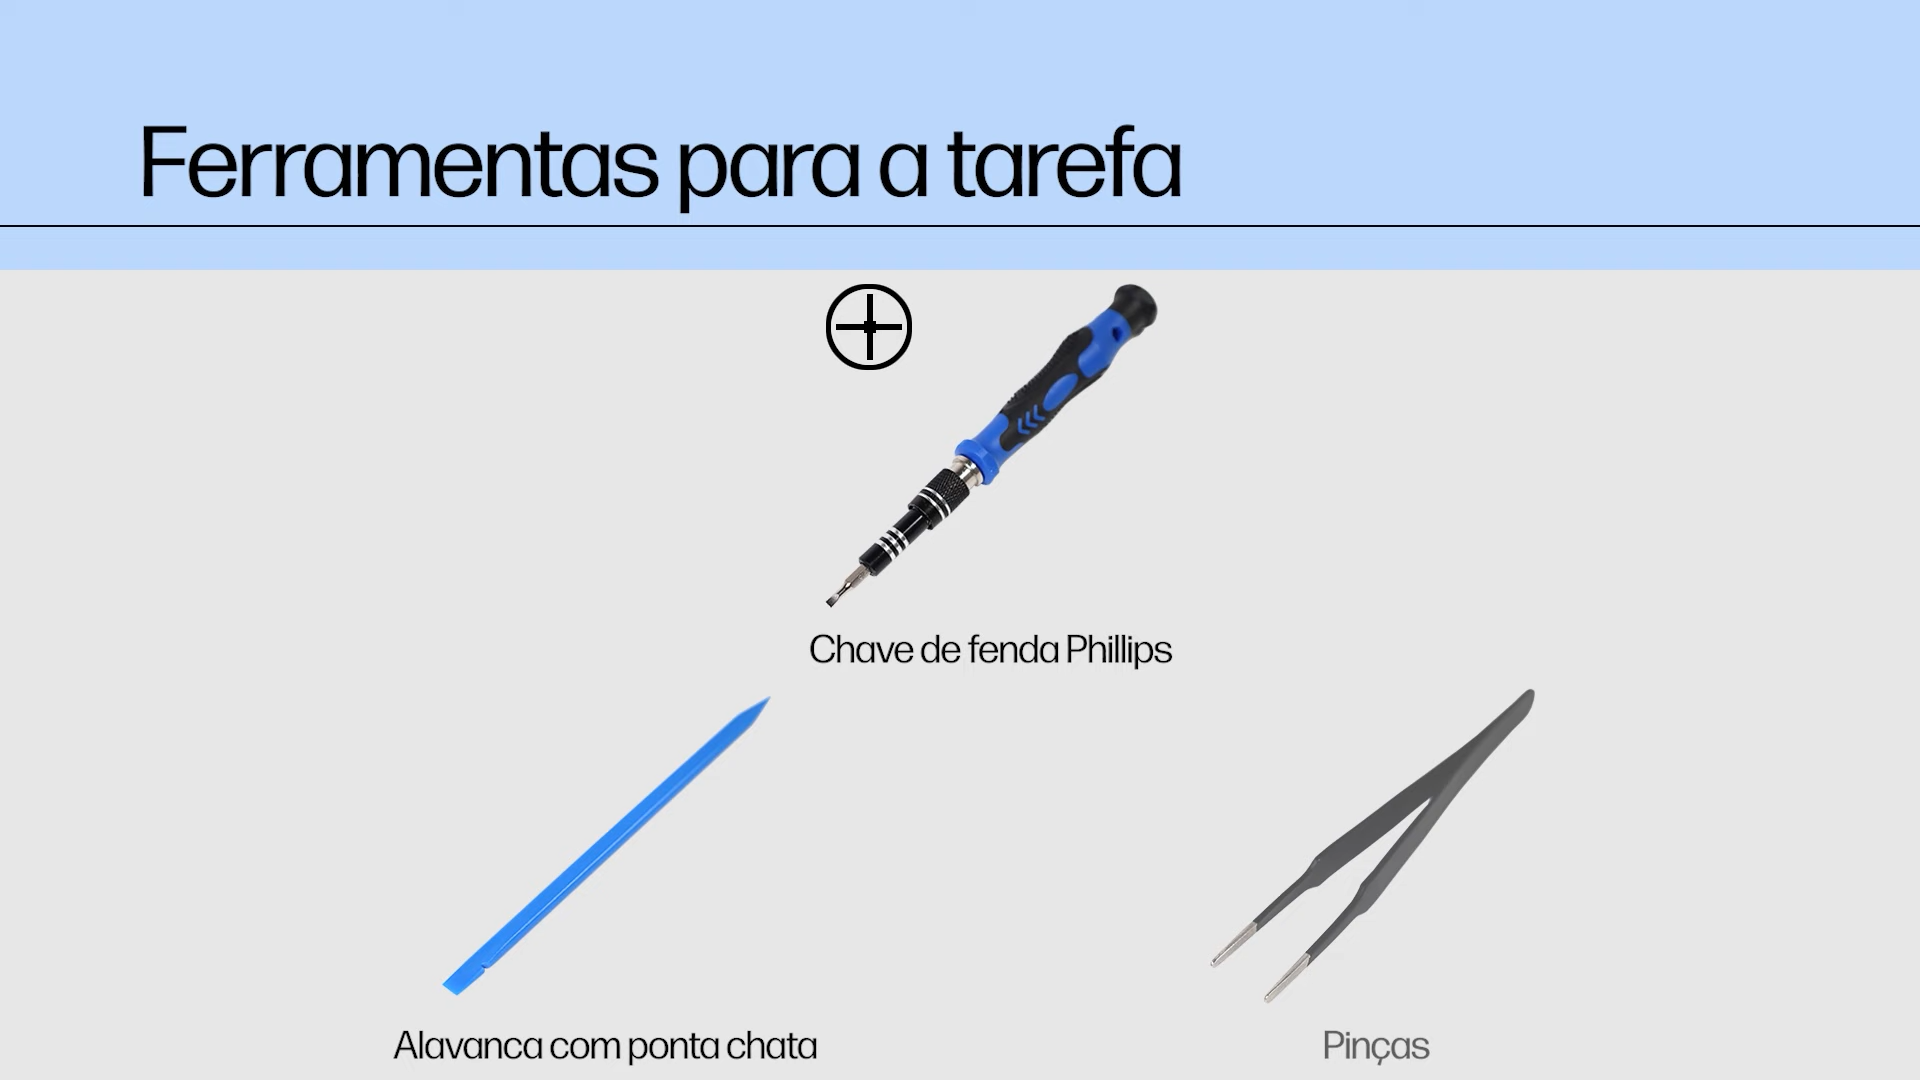 Ferramentas para a tarefa
Chave de fenda Phillips
Alavanca com ponta chata
Pinças